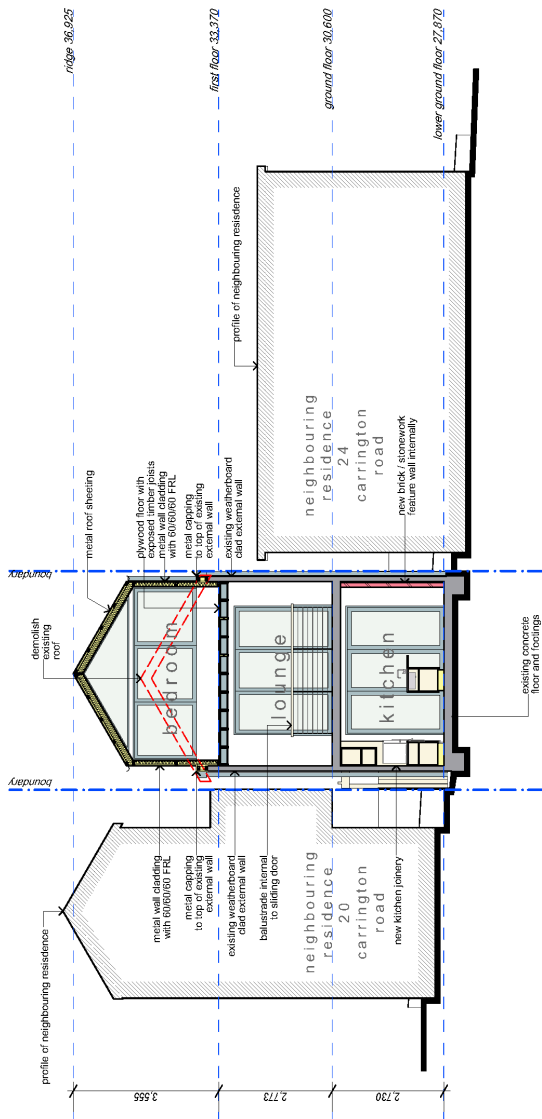 ridge 36,925
first floor 33,370
ground floor 30,600
lower ground floor 27,870
profile of neighbouring resisdence
neighbouring
residence
24
carrington
road
new brick / stonework
feature wall internally
metal roof sheeting
plywood floor with
exposed timber joists
metal wall cladding
with 60/60/60 FRL
metal capping
to top of existing
external wall
existing weatherboard
clad external wall
boundary
demolish
existing
roof
bedroom
lounge
kitchen
existing concrete
floor and footings
boundary
metal wall cladding
with 60/60/60 FRL
metal capping
to top of existing
external wall
existing weatherboard
clad external wall
balustrade internal
to sliding door
neighbouring
residence
20
carrington
road
new kitchen joinery
profile of neighbouring resisdence
3,555
2,773
2,730